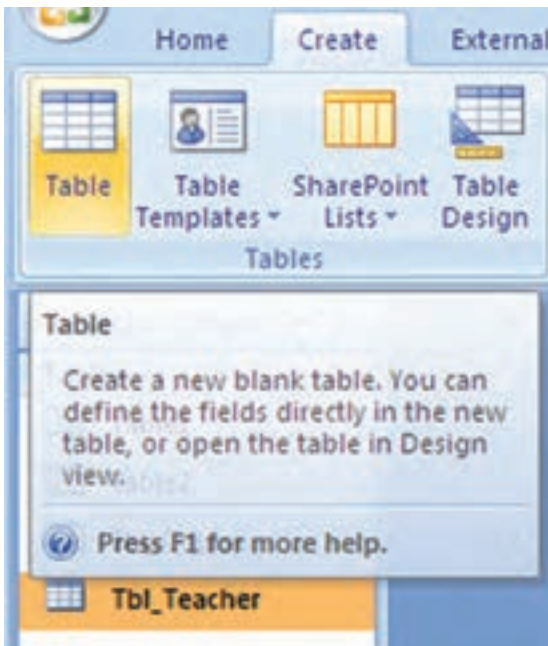 Home Create External
Table
Table Templates
SharePoint Lists
Table Design
Tables
Table
Create a new blank table. You can
define the fields directly in the new
table, or open the table in Design
view.
Press F1 for more help.
Tbl_Teacher